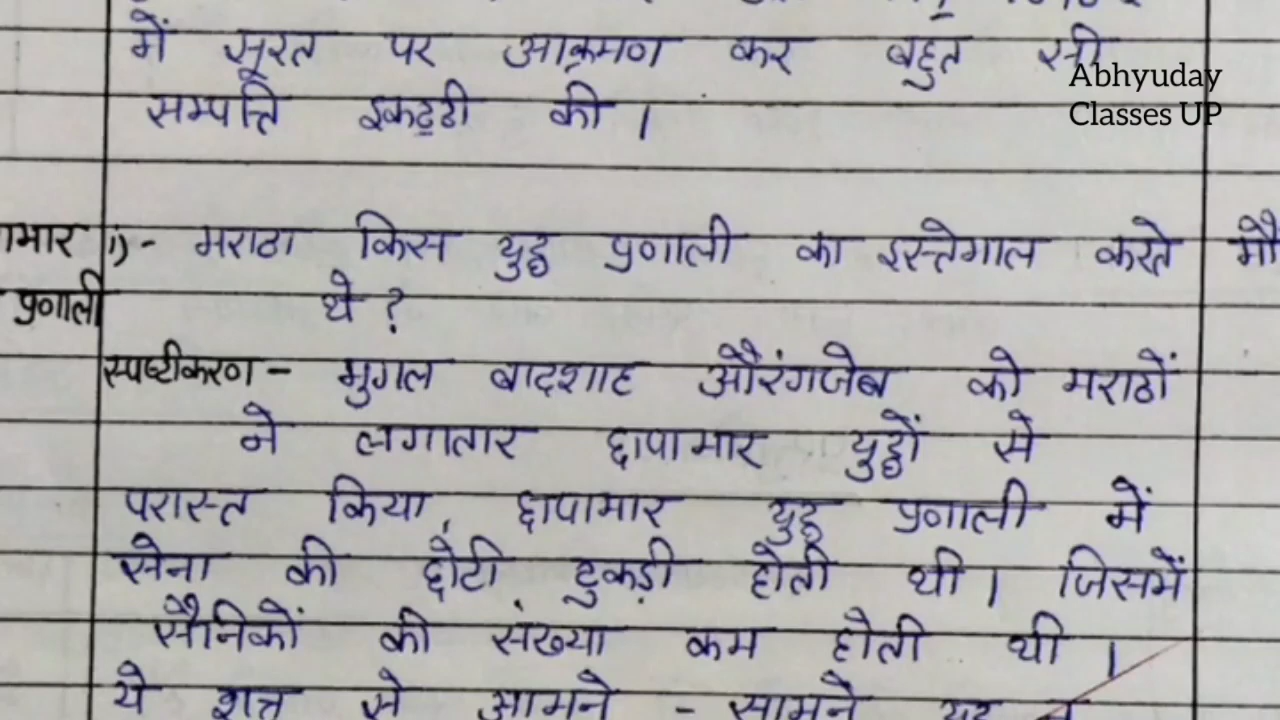 में सूरत पर आक्रमण कर बहुत सी
Abhyuday
Classes UP
सम्पत्ति इकट्ठी की ।
1)- मराठा किस युद्ध प्रणाली का इस्तेगाल करते
प्रणाली थे ?
स्पष्टीकरण - मुगल बादशाह औरंगजेब को मराठों
ने लगातार छापामार युद्धों से
परास्त किया, छापामार युद्ध प्रणाली में
सेना की छोटी टुकड़ी होती थी । जिसमें
सैनिकों की संख्या कम होती थी ।
ये शत्रु से आमने - सामने